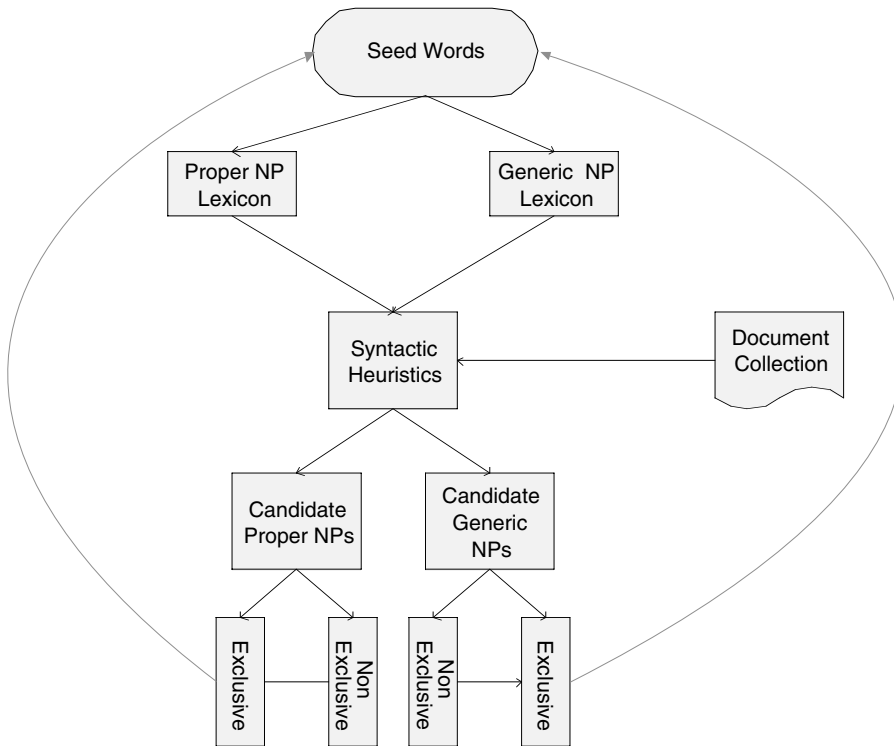 Seed Words
Proper NP
Lexicon
Generic NP
Lexicon
Syntactic
Heuristics
Document
Collection
Candidate
Proper NPs
Candidate
Generic
NPs
Exclusive
Non
Exclusive
Non
Exclusive
Exclusive